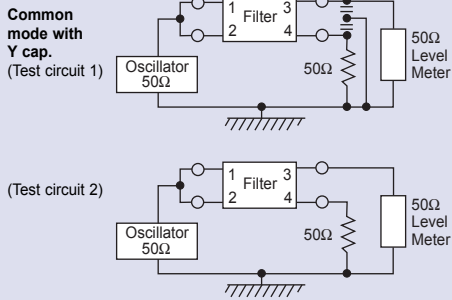 Common
mode with
Y cap.
(Test circuit 1)
1 Filter 3
2 4
Oscillator
50Ω
50Ω
50Ω
Level
Meter
(Test circuit 2)
1 Filter 3
2 4
Oscillator
50Ω
50Ω
50Ω
Level
Meter